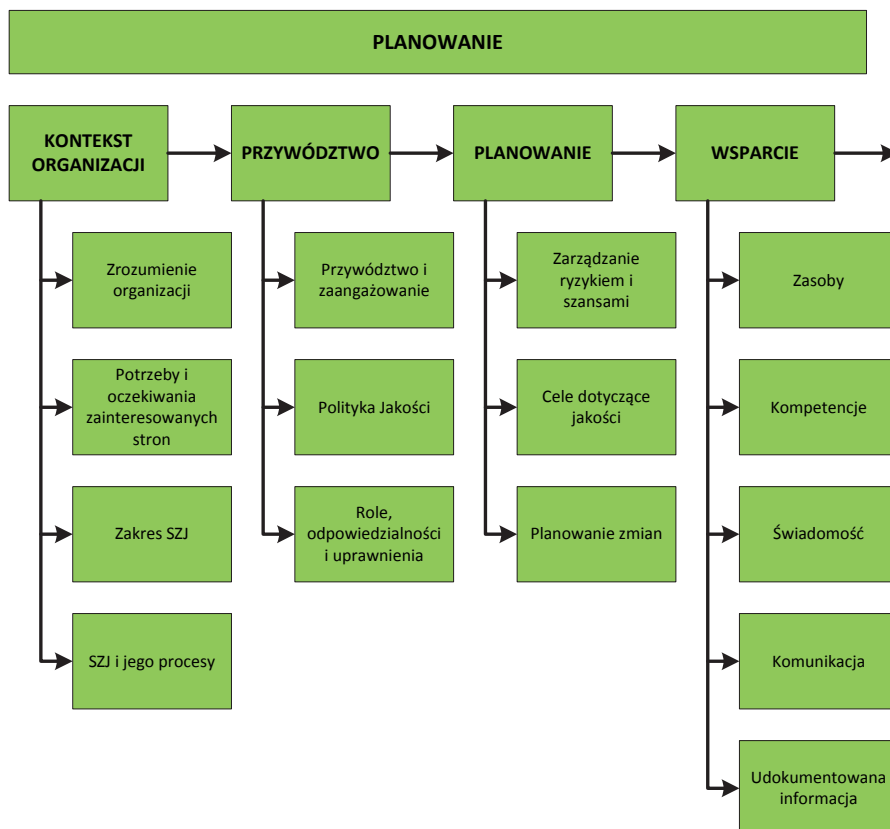 PLANOWANIE
KONTEKST
ORGANIZACJI
PRZYWÓDZTWO
PLANOWANIE
WSPARCIE
Zrozumienie
organizacji
Potrzeby i
oczekiwania
zainteresowanych
stron
Zakres SZJ
SZJ i jego procesy
Przywództwo i
zaangażowanie
Polityka Jakości
Role,
odpowiedzialności
i uprawnienia
Zarządzanie
ryzykiem i
szansami
Cele dotyczące
jakości
Planowanie zmian
Zasoby
Kompetencje
Świadomość
Komunikacja
Udokumentowana
informacja